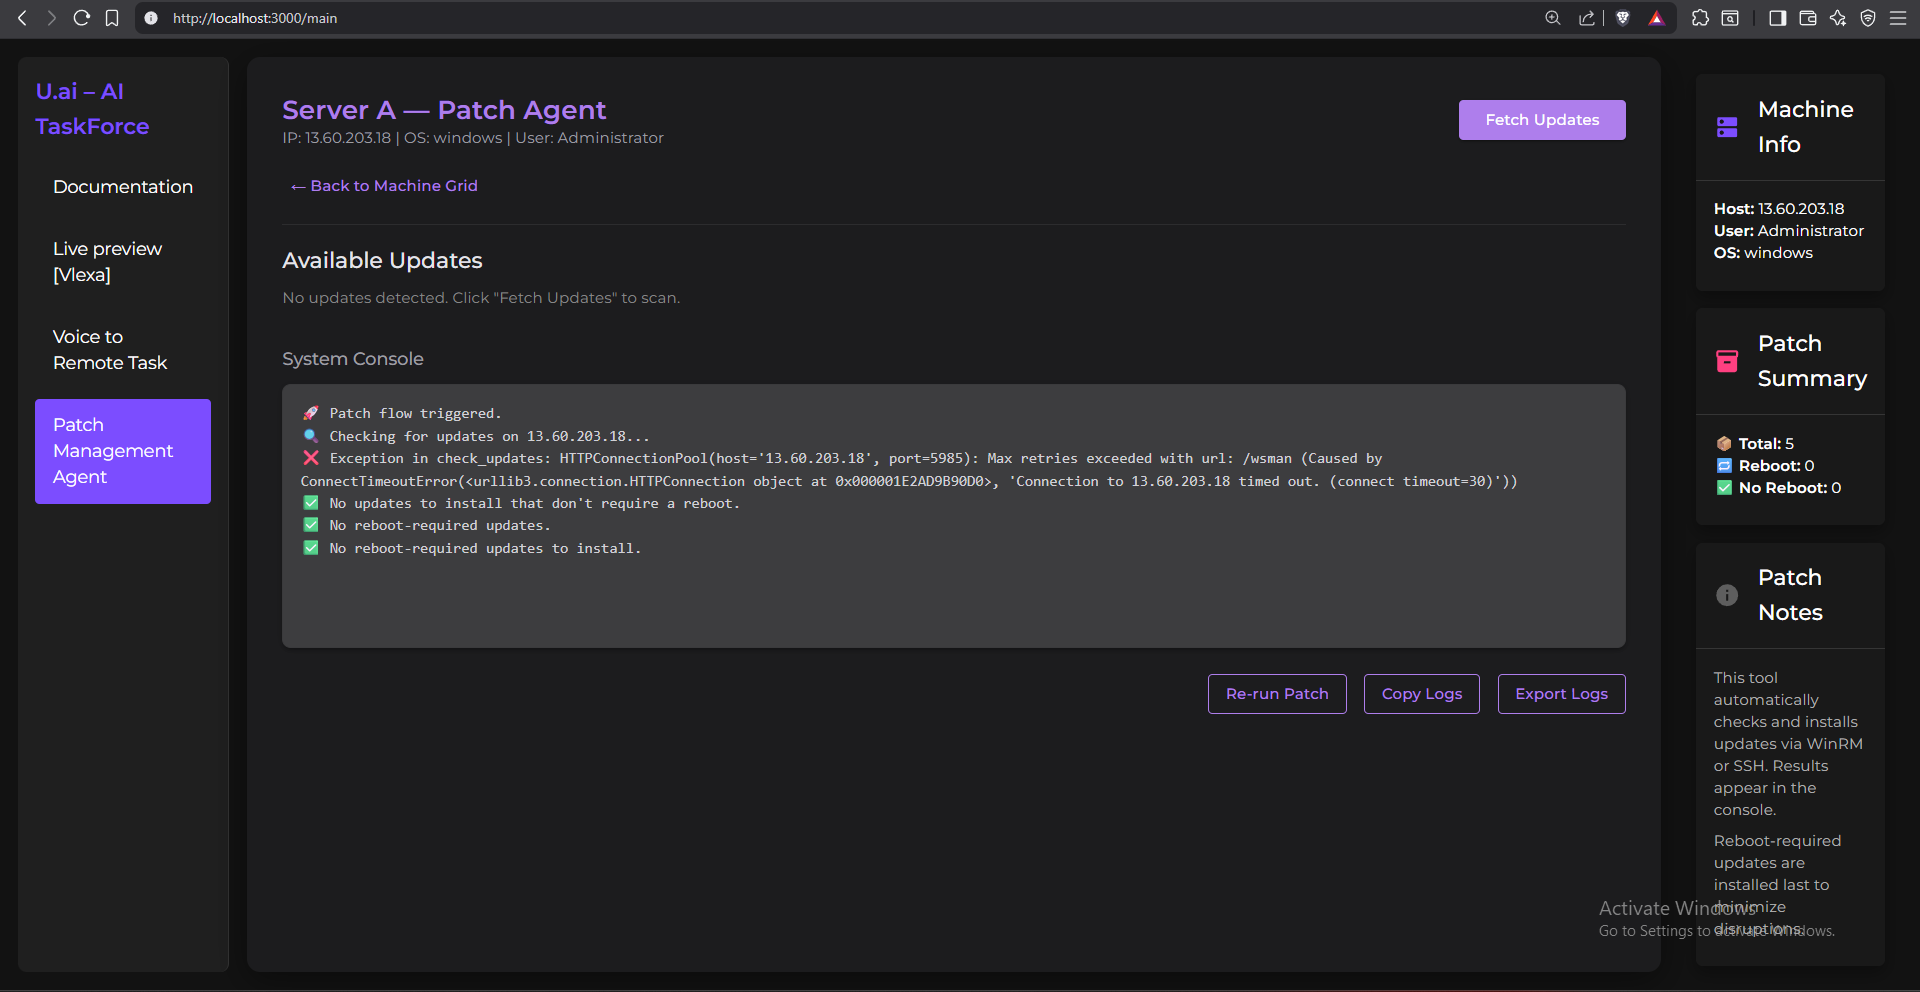 http://localhost:3000/main
U.ai – AI
TaskForce
Documentation
Live preview
[Vlexa]
Voice to
Remote Task
Patch
Management
Agent
Server A — Patch Agent
IP: 13.60.203.18 | OS: windows | User: Administrator
Fetch Updates
← Back to Machine Grid
Available Updates
No updates detected. Click "Fetch Updates" to scan.
System Console
🚀 Patch flow triggered.
🔍 Checking for updates on 13.60.203.18...
❌ Exception in check_updates: HTTPConnectionPool(host='13.60.203.18', port=5985): Max retries exceeded with url: /wsman (Caused by
ConnectTimeoutError(<urllib3.connection.HTTPConnection object at 0x000001E2AD9B90D0>, 'Connection to 13.60.203.18 timed out. (connect timeout=30)'))
✅ No updates to install that don't require a reboot.
✅ No reboot-required updates.
✅ No reboot-required updates to install.
Re-run Patch
Copy Logs
Export Logs
Machine
Info
Host: 13.60.203.18
User: Administrator
OS: windows
Patch
Summary
📦 Total: 5
🔁 Reboot: 0
✅ No Reboot: 0
Patch
Notes
This tool
automatically
checks and installs
updates via WinRM
or SSH. Results
appear in the
console.
Reboot-required
updates are
installed last to
minimize
disruptions.
Activate Windows
Go to Settings to activate Windows.